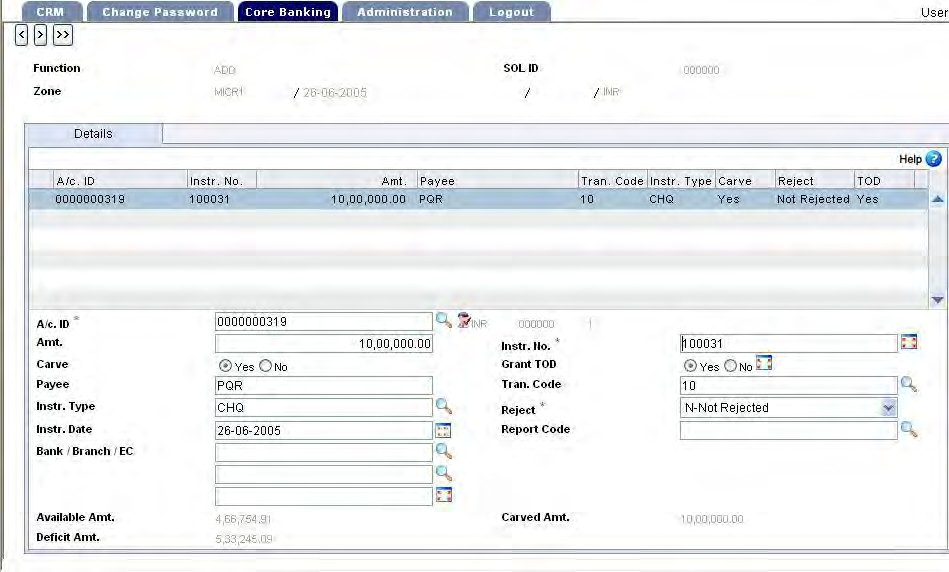 CRM Change Password Core Banking Administration Logout User
< > >>
Function ADD SOL ID 000000
Zone MICR1 / 26-06-2005 / / INR
Details
Help ?
A/c. ID Instr. No. Amt. Payee Tran. Code Instr. Type Carve Reject TOD
0000000319 100031 10,00,000.00 PQR 10 CHQ Yes Not Rejected Yes
A/c. ID * 0000000319 INR 000000 |
Amt. 10,00,000.00 Instr. No. * 100031
Carve Yes No Grant TOD Yes No
Payee PQR Tran. Code 10
Instr. Type CHQ Reject * N-Not Rejected
Instr. Date 26-06-2005 Report Code
Bank / Branch / EC
Available Amt. 4,66,754.91 Carved Amt. 10,00,000.00
Deficit Amt. 5,33,245.09